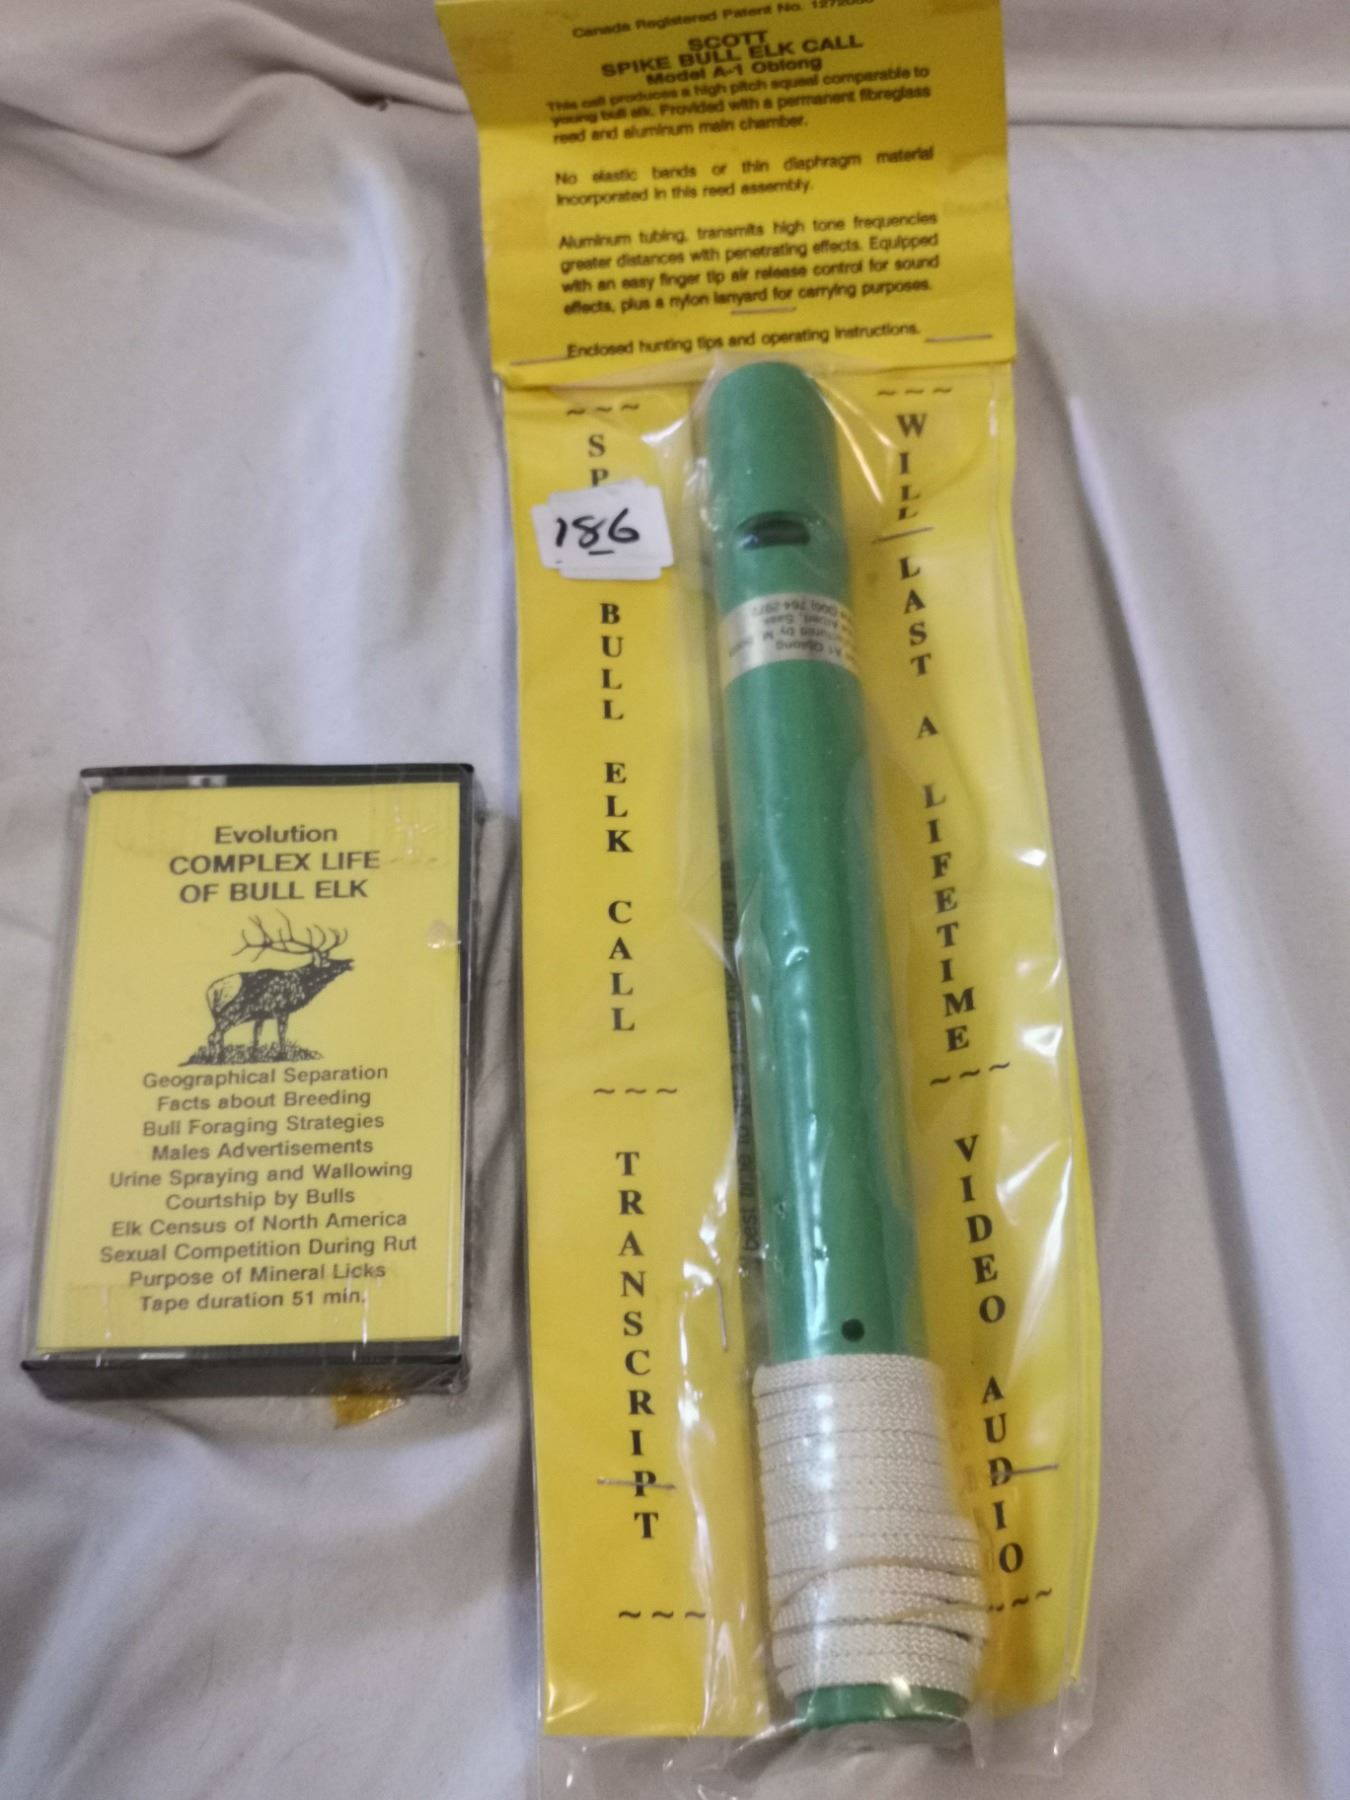 Canada Registered Patent No.
SCOTT
SPIKE BULL ELK CALL
Model A-1 Oblong
This call produces a high pitch squeal comparable to
young bull elk. Provided with a permanent fibreglass
reed and aluminum main chamber.
No elastic bands or thin diaphragm material
incorporated in this reed assembly.
Aluminum tubing, transmits high tone frequencies
greater distances with penetrating effects. Equipped
with an easy finger tip air release control for sound
effects, plus a nylon lanyard for carrying purposes.
Enclosed hunting tips and operating instructions.
~~~ SP BULL ELK CALL ~~~ TRANSCRIPT ~~~
186
~~~ WILL LAST A LIFETIME ~~~ VIDEO AUDIO ~~~
A1 Oblong
by M.
Sask.
764
best
Evolution
COMPLEX LIFE
OF BULL ELK
Geographical Separation
Facts about Breeding
Bull Foraging Strategies
Males Advertisements
Urine Spraying and Wallowing
Courtship by Bulls
Elk Census of North America
Sexual Competition During Rut
Purpose of Mineral Licks
Tape duration 51 min.